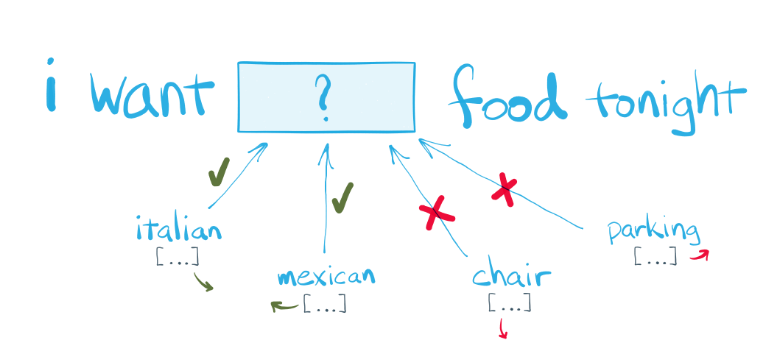 i want ? food tonight
italian
[...]
mexican
[...]
chair
[...]
parking
[...]